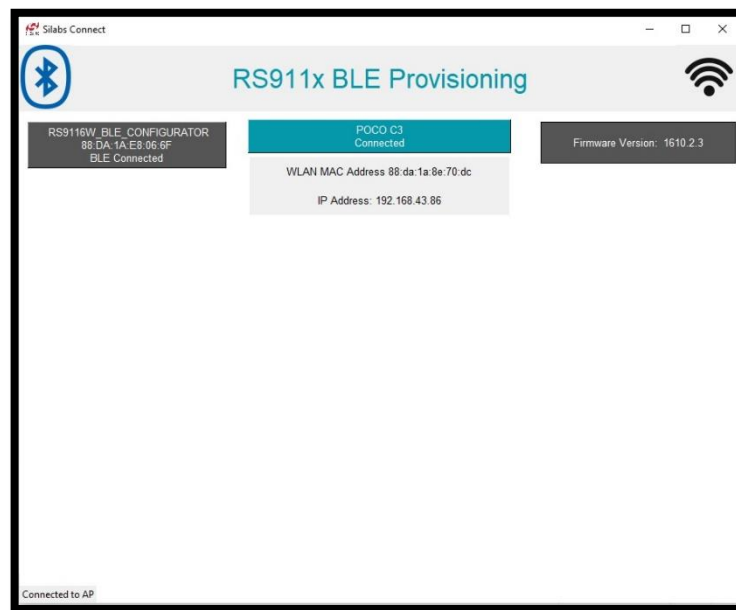 Silabs Connect
RS911x BLE Provisioning
RS9116W_BLE_CONFIGURATOR
88:DA:1A:E8:06:6F
BLE Connected
POCO C3
Connected
WLAN MAC Address 88:da:1a:8e:70:dc
IP Address: 192.168.43.86
Firmware Version: 1610.2.3
Connected to AP